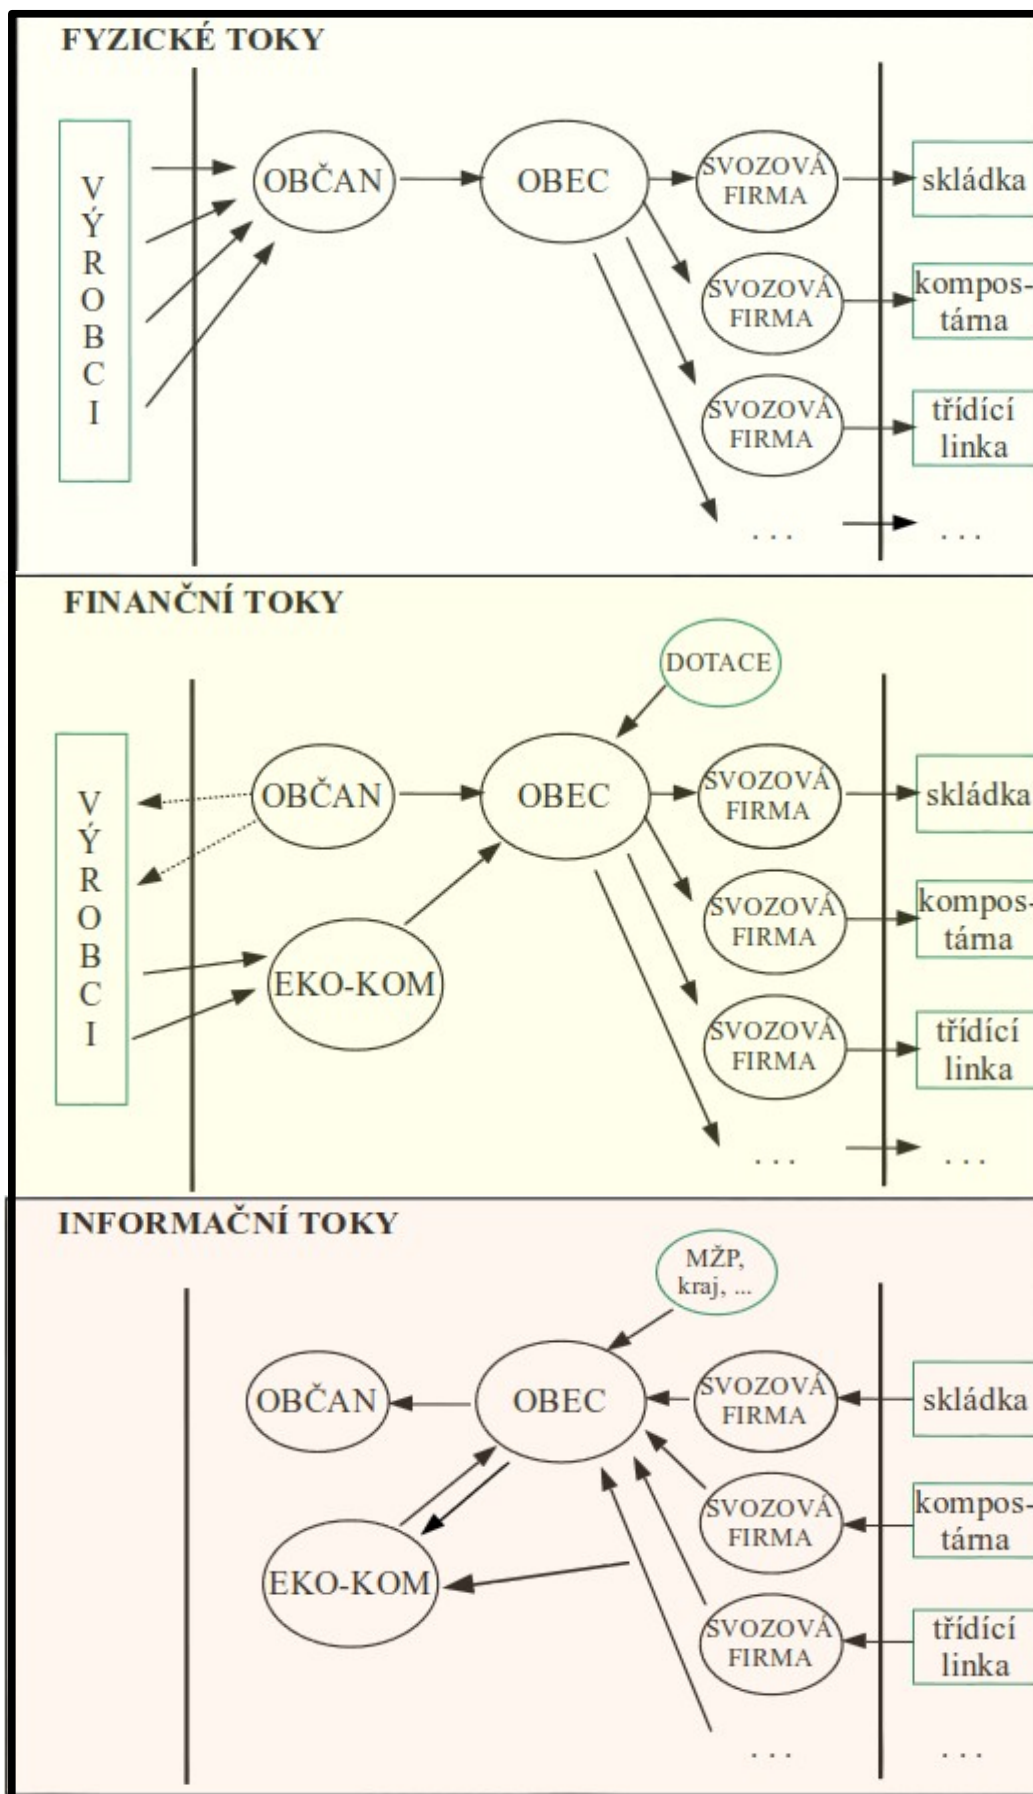 FYZICKÉ TOKY
V
Ý
R
O
B
C
I
OBČAN
OBEC
SVOZOVÁ
FIRMA
skládka
SVOZOVÁ
FIRMA
kompos-
tárna
SVOZOVÁ
FIRMA
třídící
linka
. . .
. . .
FINANČNÍ TOKY
DOTACE
V
Ý
R
O
B
C
I
OBČAN
OBEC
SVOZOVÁ
FIRMA
skládka
SVOZOVÁ
FIRMA
kompos-
tárna
EKO-KOM
SVOZOVÁ
FIRMA
třídící
linka
. . .
. . .
INFORMAČNÍ TOKY
MŽP,
kraj, ...
OBČAN
OBEC
SVOZOVÁ
FIRMA
skládka
SVOZOVÁ
FIRMA
kompos-
tárna
EKO-KOM
SVOZOVÁ
FIRMA
třídící
linka
. . .
. . .